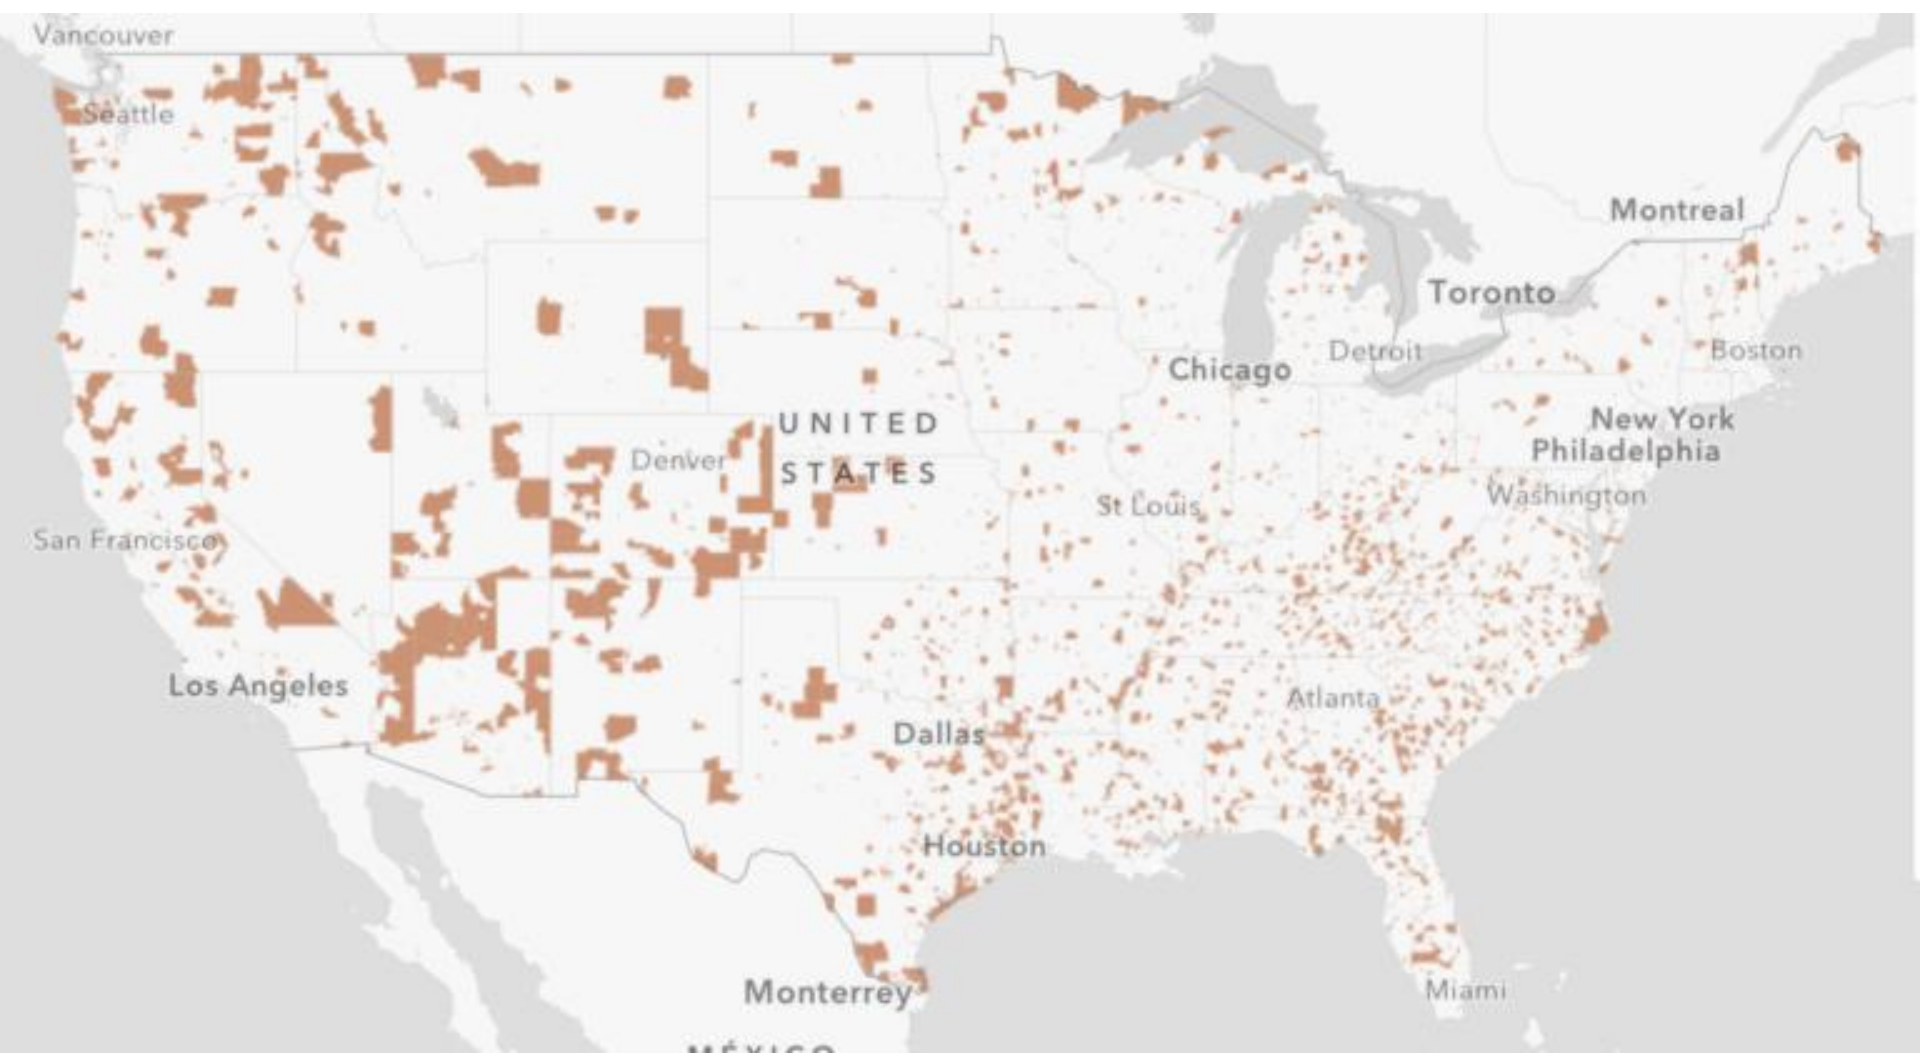 Vancouver
Seattle
Montreal
Toronto
Detroit
Boston
Chicago
New York
UNITED
Philadelphia
Denver
STATES
Washington
St Louis
San Francisco
Los Angeles
Atlanta
Dallas
Houston
Monterrey
Miami
MÉXICO